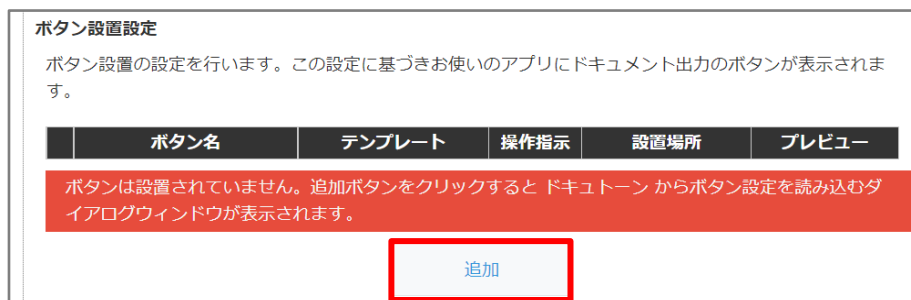 ボタン設置設定
ボタン設置の設定を行います。この設定に基づきお使いのアプリにドキュメント出力のボタンが表示されま
す。
ボタン名 テンプレート 操作指示 設置場所 プレビュー
ボタンは設置されていません。追加ボタンをクリックすると ドキュトーン からボタン設定を読み込むダ
イアログウィンドウが表示されます。
追加